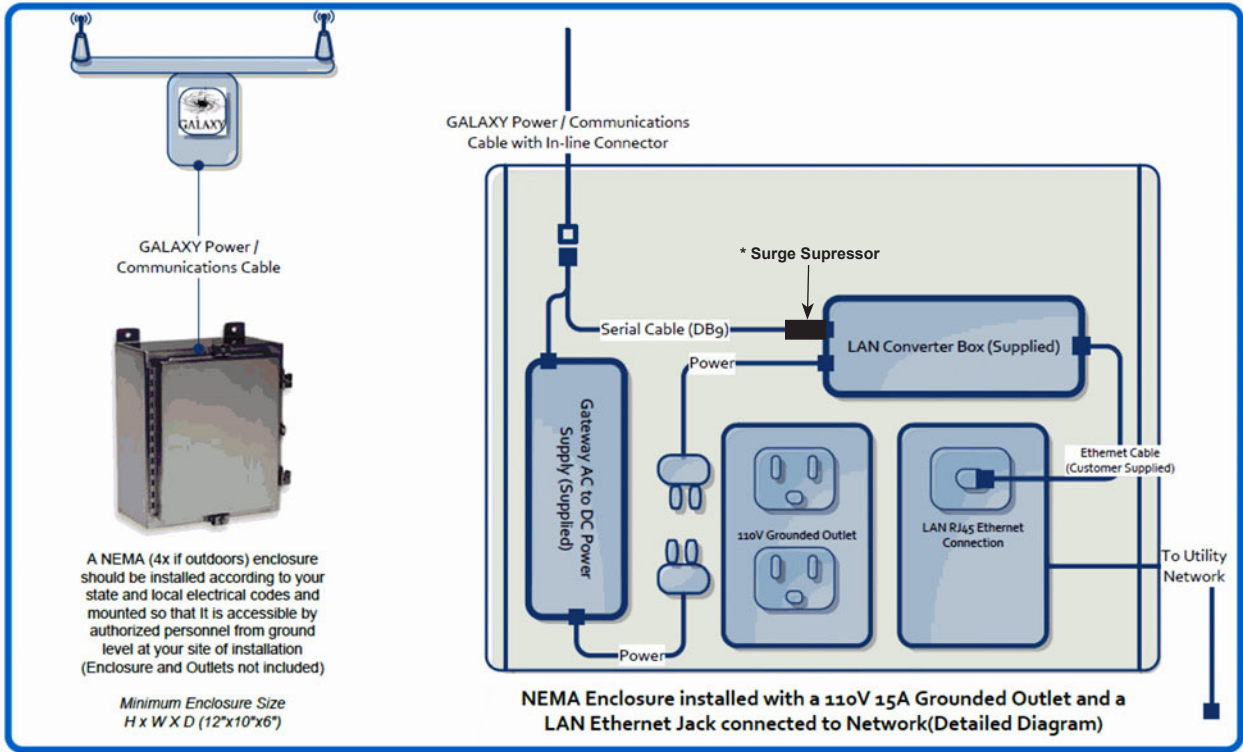 GALAXY
GALAXY Power /
Communications Cable
A NEMA (4x if outdoors) enclosure
should be installed according to your
state and local electrical codes and
mounted so that It is accessible by
authorized personnel from ground
level at your site of installation
(Enclosure and Outlets not included)
Minimum Enclosure Size
H x W X D (12"x10"x6")
GALAXY Power / Communications
Cable with In-line Connector
* Surge Supressor
Serial Cable (DB9)
LAN Converter Box (Supplied)
Power
Gateway AC to DC Power
Supply (Supplied)
110V Grounded Outlet
LAN RJ45 Ethernet
Connection
Ethernet Cable
(Customer Supplied)
To Utility
Network
Power
NEMA Enclosure installed with a 110V 15A Grounded Outlet and a
LAN Ethernet Jack connected to Network(Detailed Diagram)